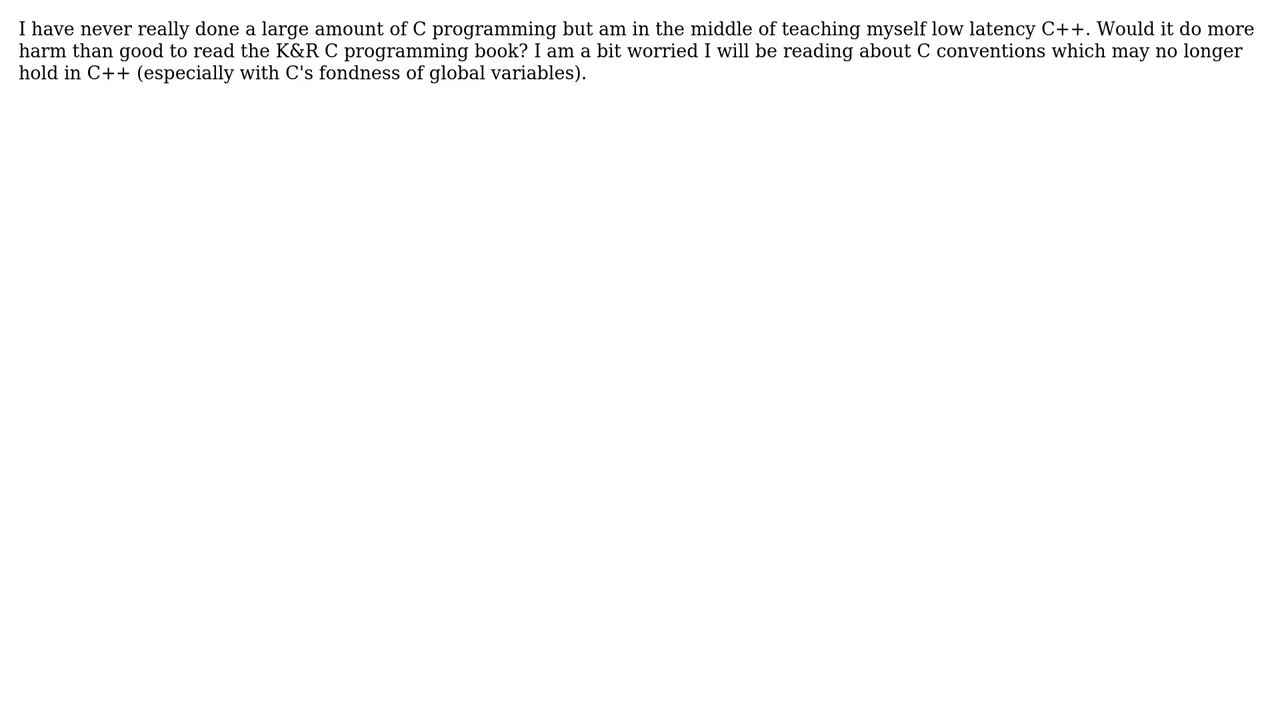 I have never really done a large amount of C programming but am in the middle of teaching myself low latency C++. Would it do more
harm than good to read the K&R C programming book? I am a bit worried I will be reading about C conventions which may no longer
hold in C++ (especially with C's fondness of global variables).